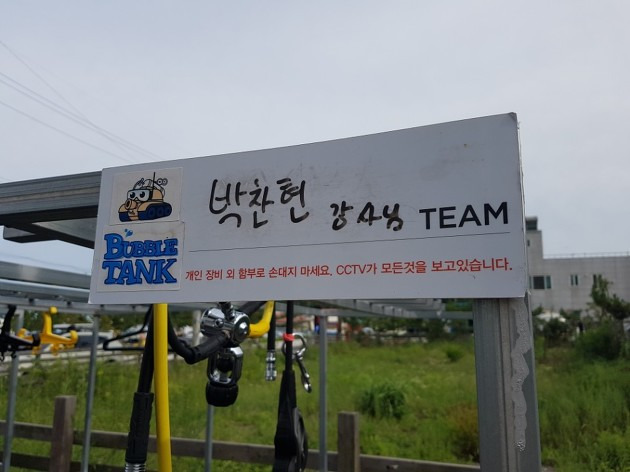 박찬현 강사님 TEAM
BUBBLE
TANK
개인 장비 외 함부로 손대지 마세요. CCTV가 모든것을 보고있습니다.